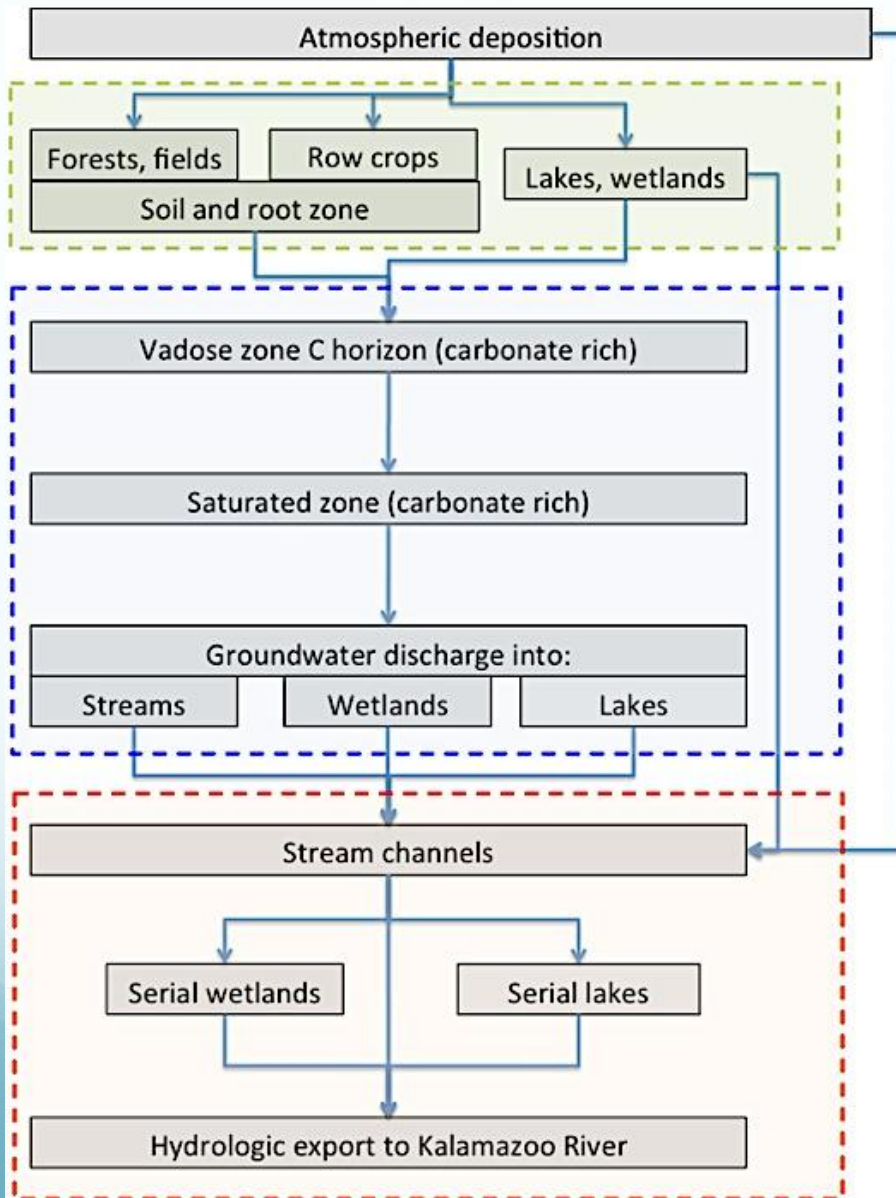 Atmospheric deposition
Forests, fields
Row crops
Soil and root zone
Lakes, wetlands
Vadose zone C horizon (carbonate rich)
Saturated zone (carbonate rich)
Groundwater discharge into:
Streams
Wetlands
Lakes
Stream channels
Serial wetlands
Serial lakes
Hydrologic export to Kalamazoo River